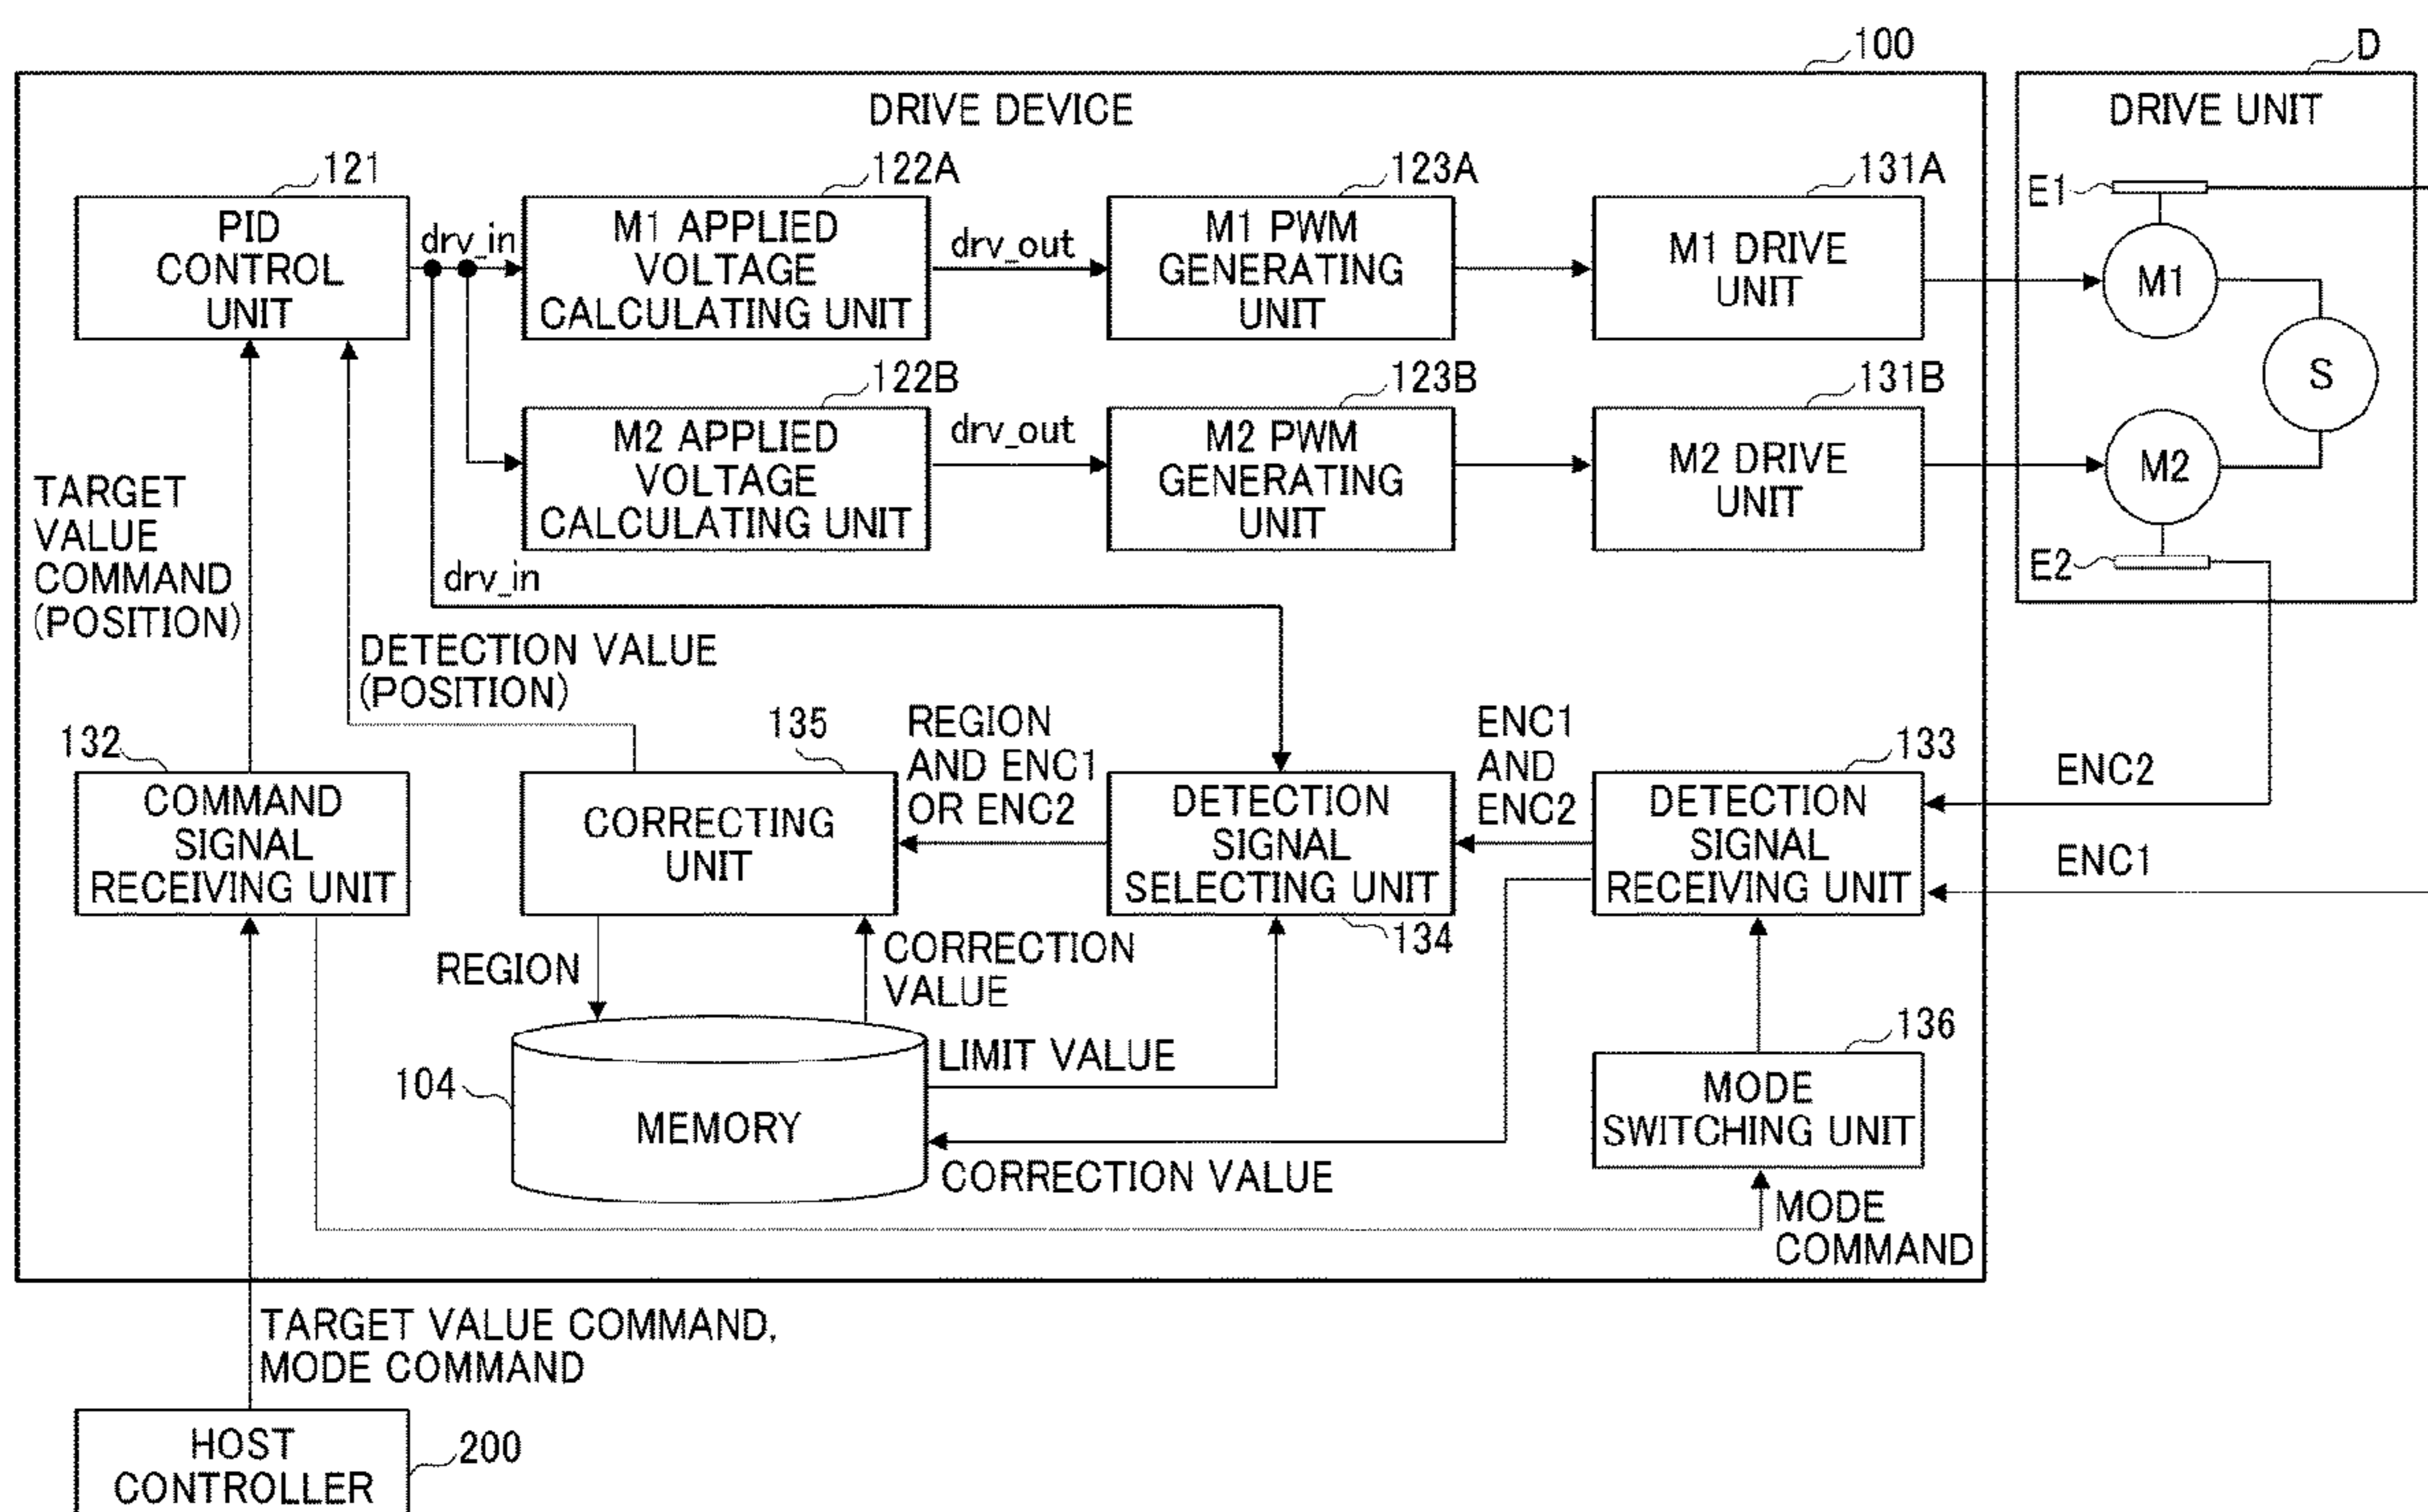 100
D
DRIVE DEVICE
DRIVE UNIT
121
122A
123A
131A
E1
PID
CONTROL
UNIT
drv_in
M1 APPLIED
VOLTAGE
CALCULATING UNIT
drv_out
M1 PWM
GENERATING
UNIT
M1 DRIVE
UNIT
M1
S
122B
123B
131B
M2 APPLIED
VOLTAGE
CALCULATING UNIT
drv_out
M2 PWM
GENERATING
UNIT
M2 DRIVE
UNIT
M2
E2
TARGET
VALUE
COMMAND
(POSITION)
drv_in
DETECTION VALUE
(POSITION)
132
135
REGION
AND ENC1
OR ENC2
ENC1
AND
ENC2
133
ENC2
ENC1
COMMAND
SIGNAL
RECEIVING UNIT
CORRECTING
UNIT
DETECTION
SIGNAL
SELECTING UNIT
134
DETECTION
SIGNAL
RECEIVING UNIT
REGION
CORRECTION
VALUE
136
104
MEMORY
LIMIT VALUE
CORRECTION VALUE
MODE
SWITCHING UNIT
MODE
COMMAND
TARGET VALUE COMMAND,
MODE COMMAND
HOST
CONTROLLER
200